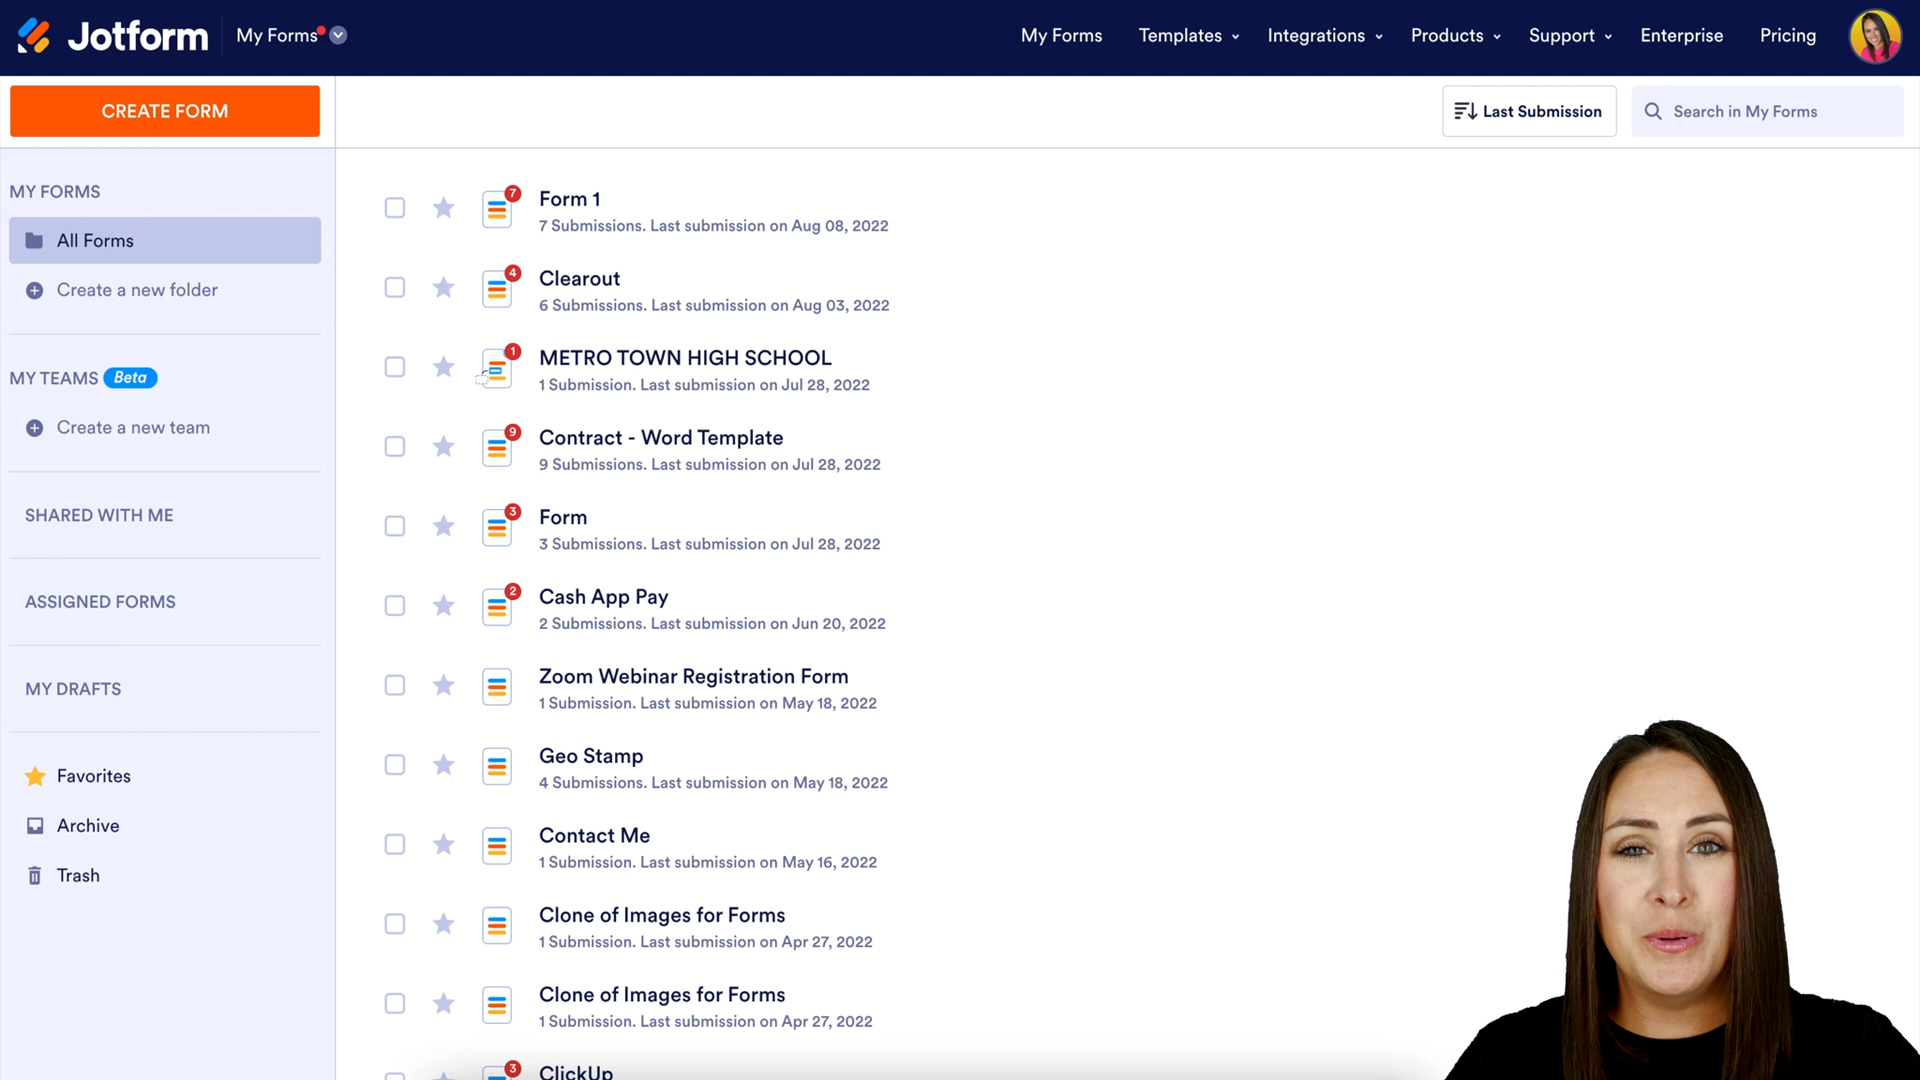 Jotform
My Forms
My Forms
Templates
Integrations
Products
Support
Enterprise
Pricing
CREATE FORM
Last Submission
Search in My Forms
MY FORMS
All Forms
Create a new folder
MY TEAMS Beta
Create a new team
SHARED WITH ME
ASSIGNED FORMS
MY DRAFTS
Favorites
Archive
Trash
7
Form 1
7 Submissions. Last submission on Aug 08, 2022
4
Clearout
6 Submissions. Last submission on Aug 03, 2022
1
METRO TOWN HIGH SCHOOL
1 Submission. Last submission on Jul 28, 2022
9
Contract - Word Template
9 Submissions. Last submission on Jul 28, 2022
3
Form
3 Submissions. Last submission on Jul 28, 2022
2
Cash App Pay
2 Submissions. Last submission on Jun 20, 2022
Zoom Webinar Registration Form
1 Submission. Last submission on May 18, 2022
Geo Stamp
4 Submissions. Last submission on May 18, 2022
Contact Me
1 Submission. Last submission on May 16, 2022
Clone of Images for Forms
1 Submission. Last submission on Apr 27, 2022
Clone of Images for Forms
1 Submission. Last submission on Apr 27, 2022
3
ClickUp